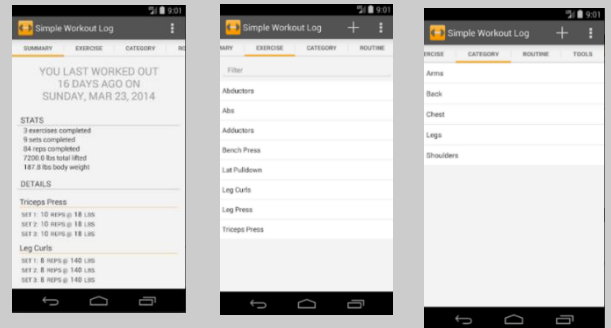 9:01
Simple Workout Log
SUMMARY EXERCISE CATEGORY RO
YOU LAST WORKED OUT
16 DAYS AGO ON
SUNDAY, MAR 23, 2014
STATS
3 exercises completed
9 sets completed
84 reps completed
7200.0 lbs total lifted
187.8 lbs body weight
DETAILS
Triceps Press
SET 1: 10 REPS @ 18 LBS
SET 2: 10 REPS @ 18 LBS
SET 3: 10 REPS @ 18 LBS
Leg Curls
SET 1: 8 REPS @ 140 LBS
SET 2: 8 REPS @ 140 LBS
SET 3: 8 REPS @ 140 LBS
9:01
Simple Workout Log
MARY EXERCISE CATEGORY ROUTINE
Filter
Abductors
Abs
Adductors
Bench Press
Lat Pulldown
Leg Curls
Leg Press
Triceps Press
9:01
Simple Workout Log
ERCISE CATEGORY ROUTINE TOOLS
Arms
Back
Chest
Legs
Shoulders